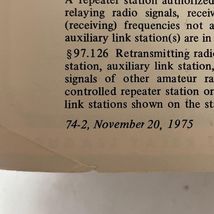 A repeater station authorized
relaying radio signals, receiv
(receiving) frequencies not a
auxiliary link station(s) are in
§97.126 Retransmitting radio
station, auxiliary link station,
signals of other amateur ra
controlled repeater station or
link stations shown on the st
74-2, November 20, 1975